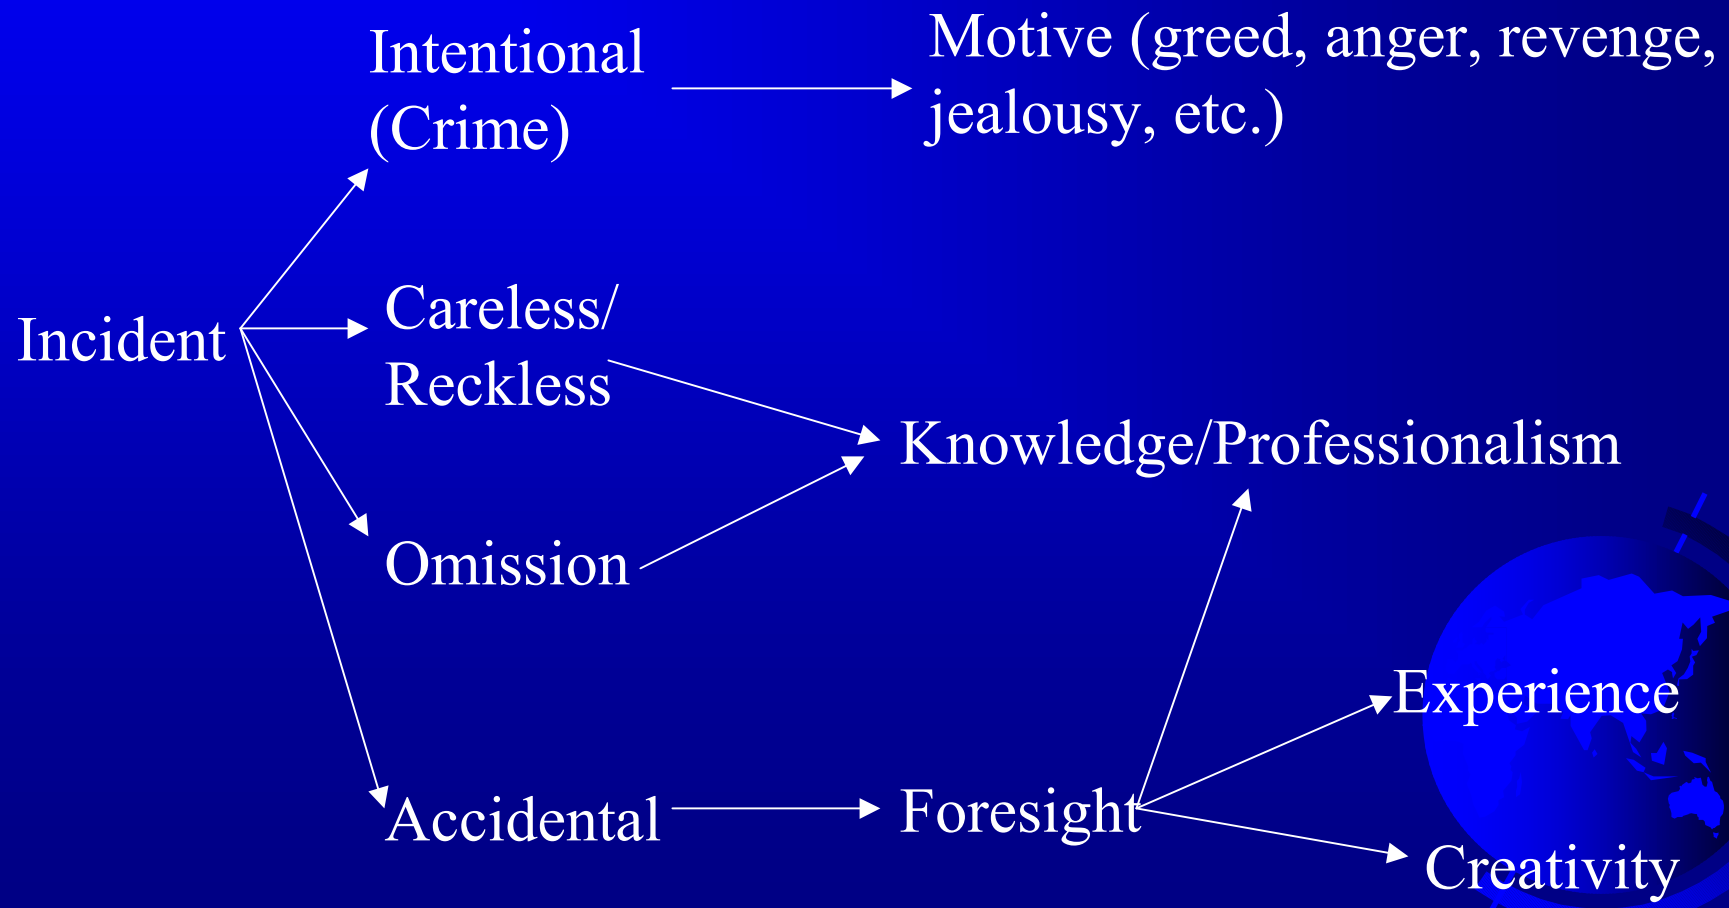 Intentional
(Crime)
Motive (greed, anger, revenge,
jealousy, etc.)
Incident
Careless/
Reckless
Knowledge/Professionalism
Omission
Experience
Accidental
Foresight
Creativity